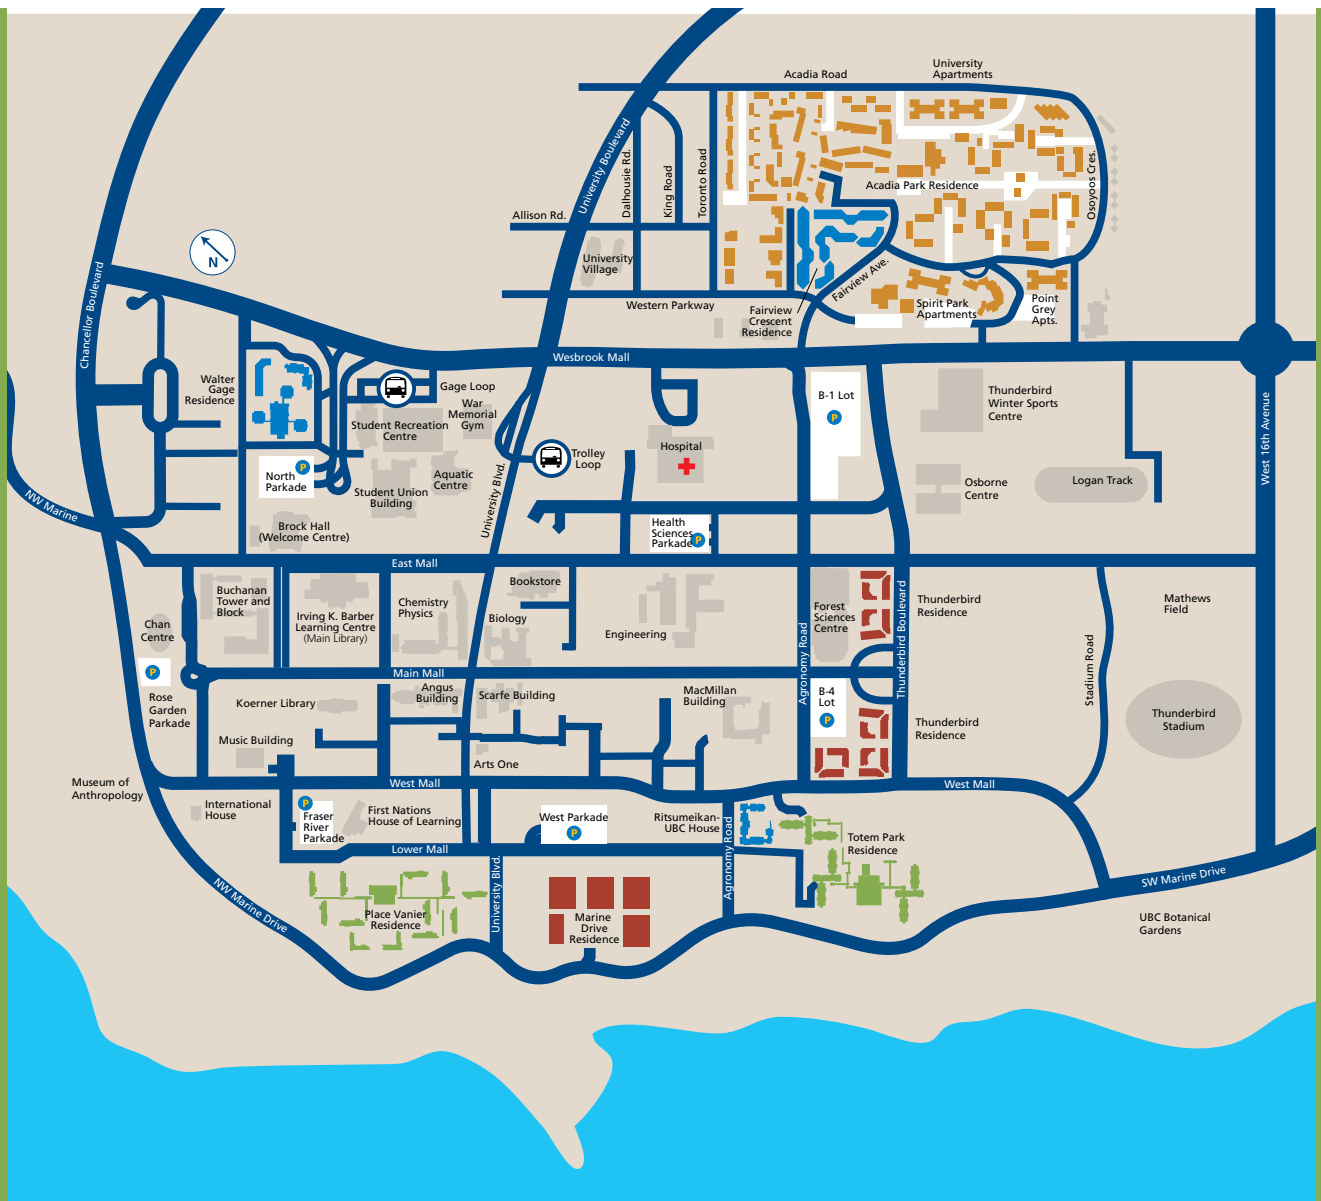 Acadia Road
University
Apartments
University Boulevard
Dalhousie Rd.
King Road
Toronto Road
Acadia Park Residence
Osoyoos Cres.
Allison Rd.
N
University
Village
Western Parkway
Fairview Ave.
Fairview
Crescent
Residence
Spirit Park
Apartments
Point
Grey
Apts.
Chancellor Boulevard
Wesbrook Mall
Walter
Gage
Residence
Gage Loop
War
Memorial
Gym
Student Recreation
Centre
B-1 Lot
P
Thunderbird
Winter Sports
Centre
West 16th Avenue
Trolley
Loop
Hospital
P
North
Parkade
Aquatic
Centre
Student Union
Building
University Blvd.
Osborne
Centre
Logan Track
NW Marine
Brock Hall
(Welcome Centre)
Health
Sciences
Parkade
P
East Mall
Buchanan
Tower and
Block
Irving K. Barber
Learning Centre
(Main Library)
Chemistry
Physics
Bookstore
Biology
Engineering
Forest
Sciences
Centre
Thunderbird
Residence
Mathews
Field
Chan
Centre
Agronomy Road
Thunderbird Boulevard
Stadium Road
P
Rose
Garden
Parkade
Main Mall
Koerner Library
Angus
Building
Scarfe Building
MacMillan
Building
B-4
Lot
P
Thunderbird
Residence
Thunderbird
Stadium
Music Building
Arts One
Museum of
Anthropology
West Mall
West Mall
International
House
P
Fraser
River
Parkade
First Nations
House of Learning
West Parkade
P
Ritsumeikan-
UBC House
Agronomy Road
Totem Park
Residence
Lower Mall
NW Marine Drive
Place Vanier
Residence
University Blvd.
Marine
Drive
Residence
SW Marine Drive
UBC Botanical
Gardens